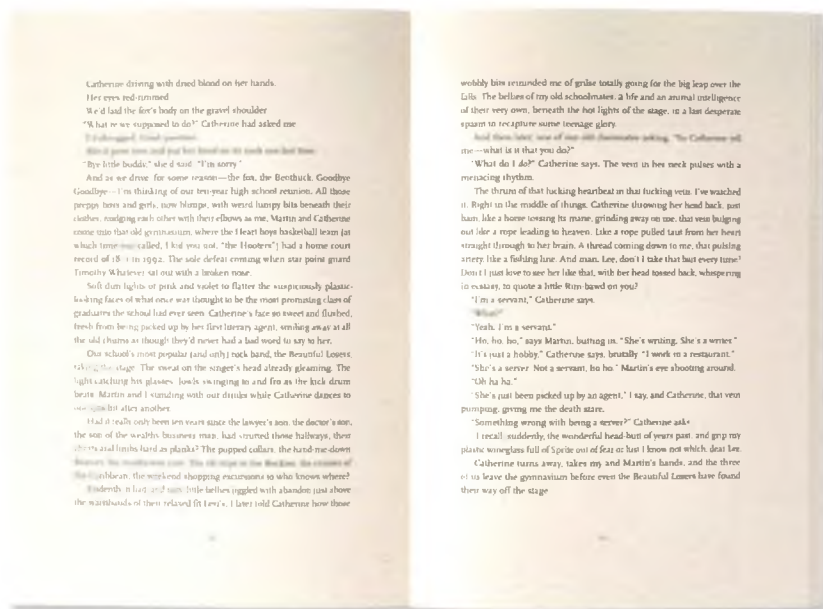 Catherine driving with dried blood on her hands.
Her eyes red-rimmed
We'd laid the fox's body on the gravel shoulder
"What're we supposed to do?" Catherine had asked me
"Bye little buddy," she'd said. "I'm sorry"
And as we drive for some reason—the fox, the Beothuck. Goodbye
Goodbye—I'm thinking of our ten-year high school reunion. All those
preppy boys and girls, now blimps, with weird lumpy bits beneath their
clothes, nudging each other with their elbows as me, Martin and Catherine
come into that old gymnasium, where the Heart boys basketball team (at
which time called, I kid you not, "the Hooters") had a home court
record of 18-1 in 1992. The sole defeat coming when star point guard
Timothy Whatever sat out with a broken nose.
Soft dim lights of pink and violet to flatter the suspiciously plastic-
looking faces of what once was thought to be the most promising class of
graduates the school had ever seen. Catherine's face so sweet and flushed,
fresh from being picked up by her first literary agent, smiling away at all
the old chums as though they'd never had a bad word to say to her.
Our school's most popular (and only) rock band, the Beautiful Losers,
stage. The sweat on the singer's head already gleaming. The
light catching his glasses. Jowls swinging to and fro as the kick drum
beats. Martin and I standing with our drinks while Catherine dances to
hit after another.
Had it really only been ten years since the lawyer's son, the doctor's son,
the son of the wealthy business man, had strutted those hallways, their
and limbs hard as planks? The popped collars, the hand-me-down
the weekend shopping excursions to who knows where?
little bellies jiggled with abandon just above
the waistbands of their relaxed fit Levi's. I later told Catherine how those
wobbly bits reminded me of grilse totally going for the big leap over the
falls. The bellies of my old schoolmates, a life and an animal intelligence
of their very own, beneath the hot lights of the stage, in a last desperate
spasm to recapture some teenage glory.
And then later, one of our old classmates asking, "So Catherine tell
me—what is it that you do?"
"What do I do?" Catherine says. The vein in her neck pulses with a
menacing rhythm.
The thrum of that fucking heartbeat in that fucking vein. I've watched
it. Right in the middle of things. Catherine throwing her head back, just
bam, like a horse tossing its mane, grinding away on me, that vein bulging
out like a rope leading to heaven. Like a rope pulled taut from her heart
straight through to her brain. A thread coming down to me, that pulsing
artery, like a fishing line. And man, Lee, don't I take that bait every time?
Don't I just love to see her like that, with her head tossed back, whispering
in ecstasy, to quote a little Rim-bawd on you?
"I'm a servant," Catherine says.
"What?"
"Yeah. I'm a servant."
"Ho, ho, ho," says Martin, butting in. "She's writing. She's a writer."
"It's just a hobby," Catherine says, brutally "I work in a restaurant."
"She's a server. Not a servant, ho ho." Martin's eye shooting around.
"Oh ha ha."
"She's just been picked up by an agent," I say, and Catherine, that vein
pumping, giving me the death stare.
"Something wrong with being a server?" Catherine asks
I recall, suddenly, the wonderful head-butt of years past, and grip my
plastic wineglass full of Sprite out of fear or lust I know not which, dear Lee.
Catherine turns away, takes my and Martin's hands, and the three
of us leave the gymnasium before even the Beautiful Losers have found
their way off the stage